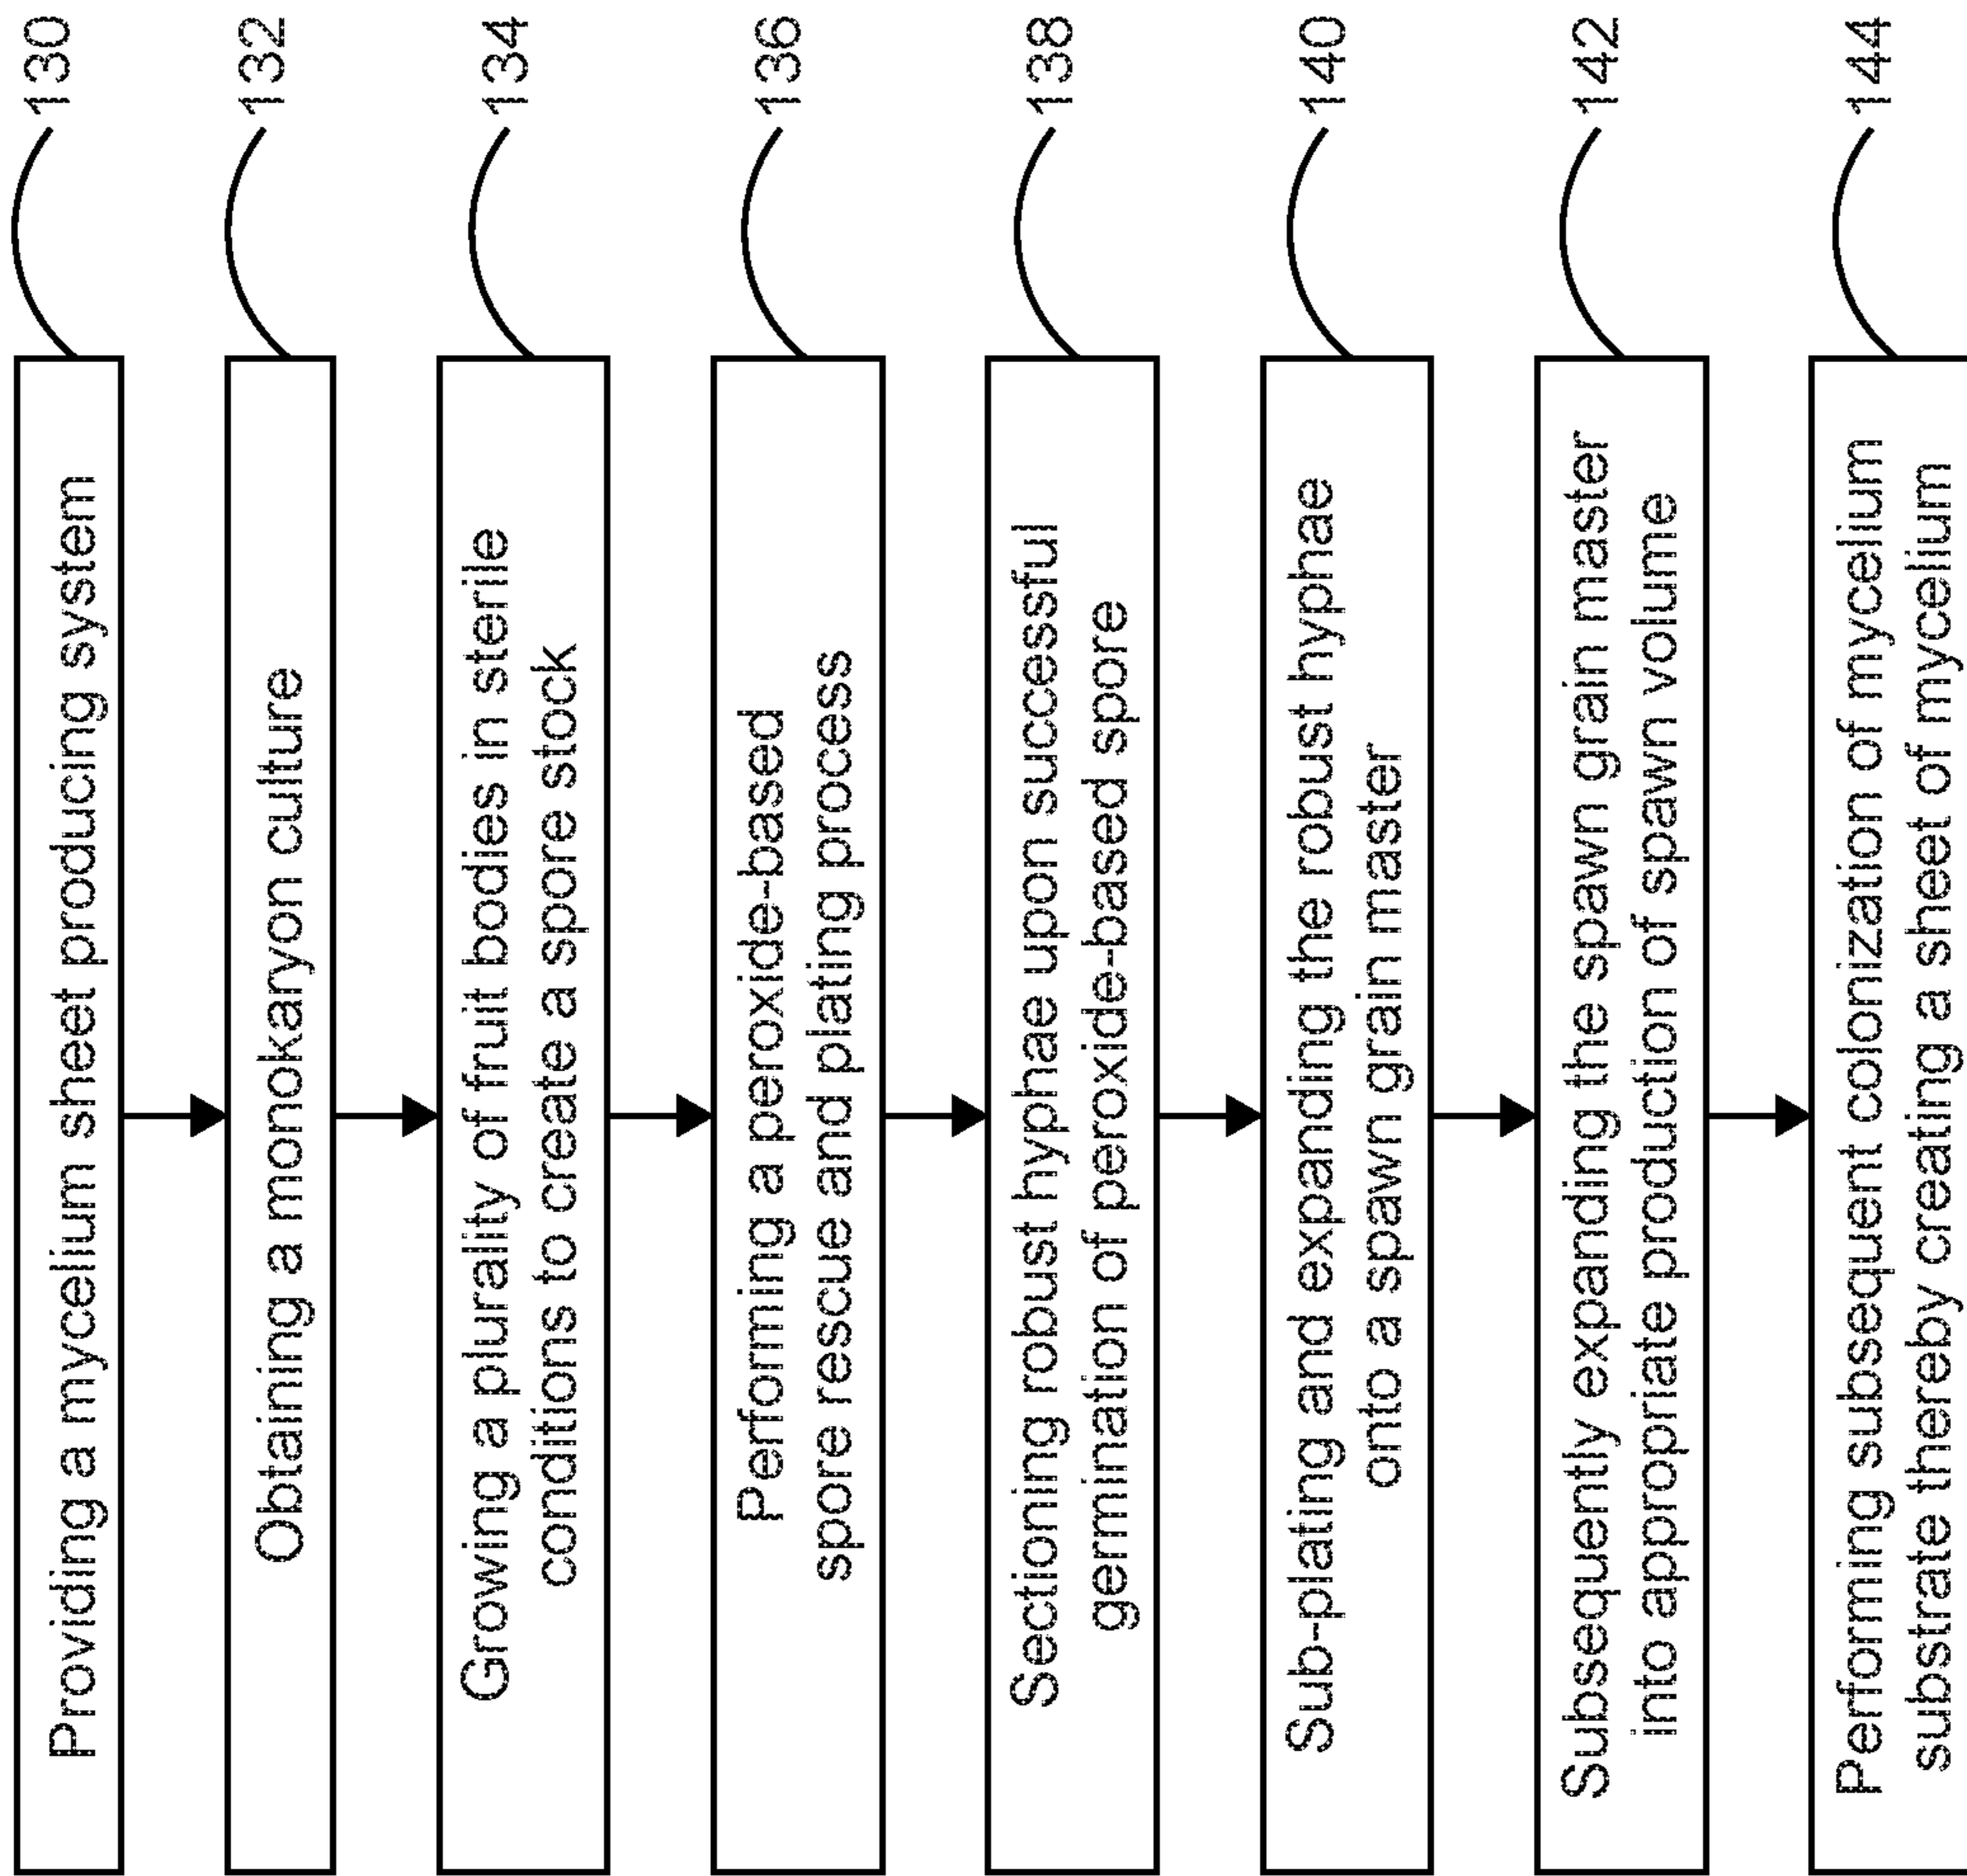 Providing a mycelium sheet producing system
130
Obtaining a monokaryon culture
132
Growing a plurality of fruit bodies in sterile
conditions to create a spore stock
134
Performing a peroxide-based
spore rescue and plating process
136
Sectioning robust hyphae upon successful
germination of peroxide-based spore
138
Sub-plating and expanding the robust hyphae
onto a spawn grain master
140
Subsequently expanding the spawn grain master
into appropriate production of spawn volume
142
Performing subsequent colonization of mycelium
substrate thereby creating a sheet of mycelium
144